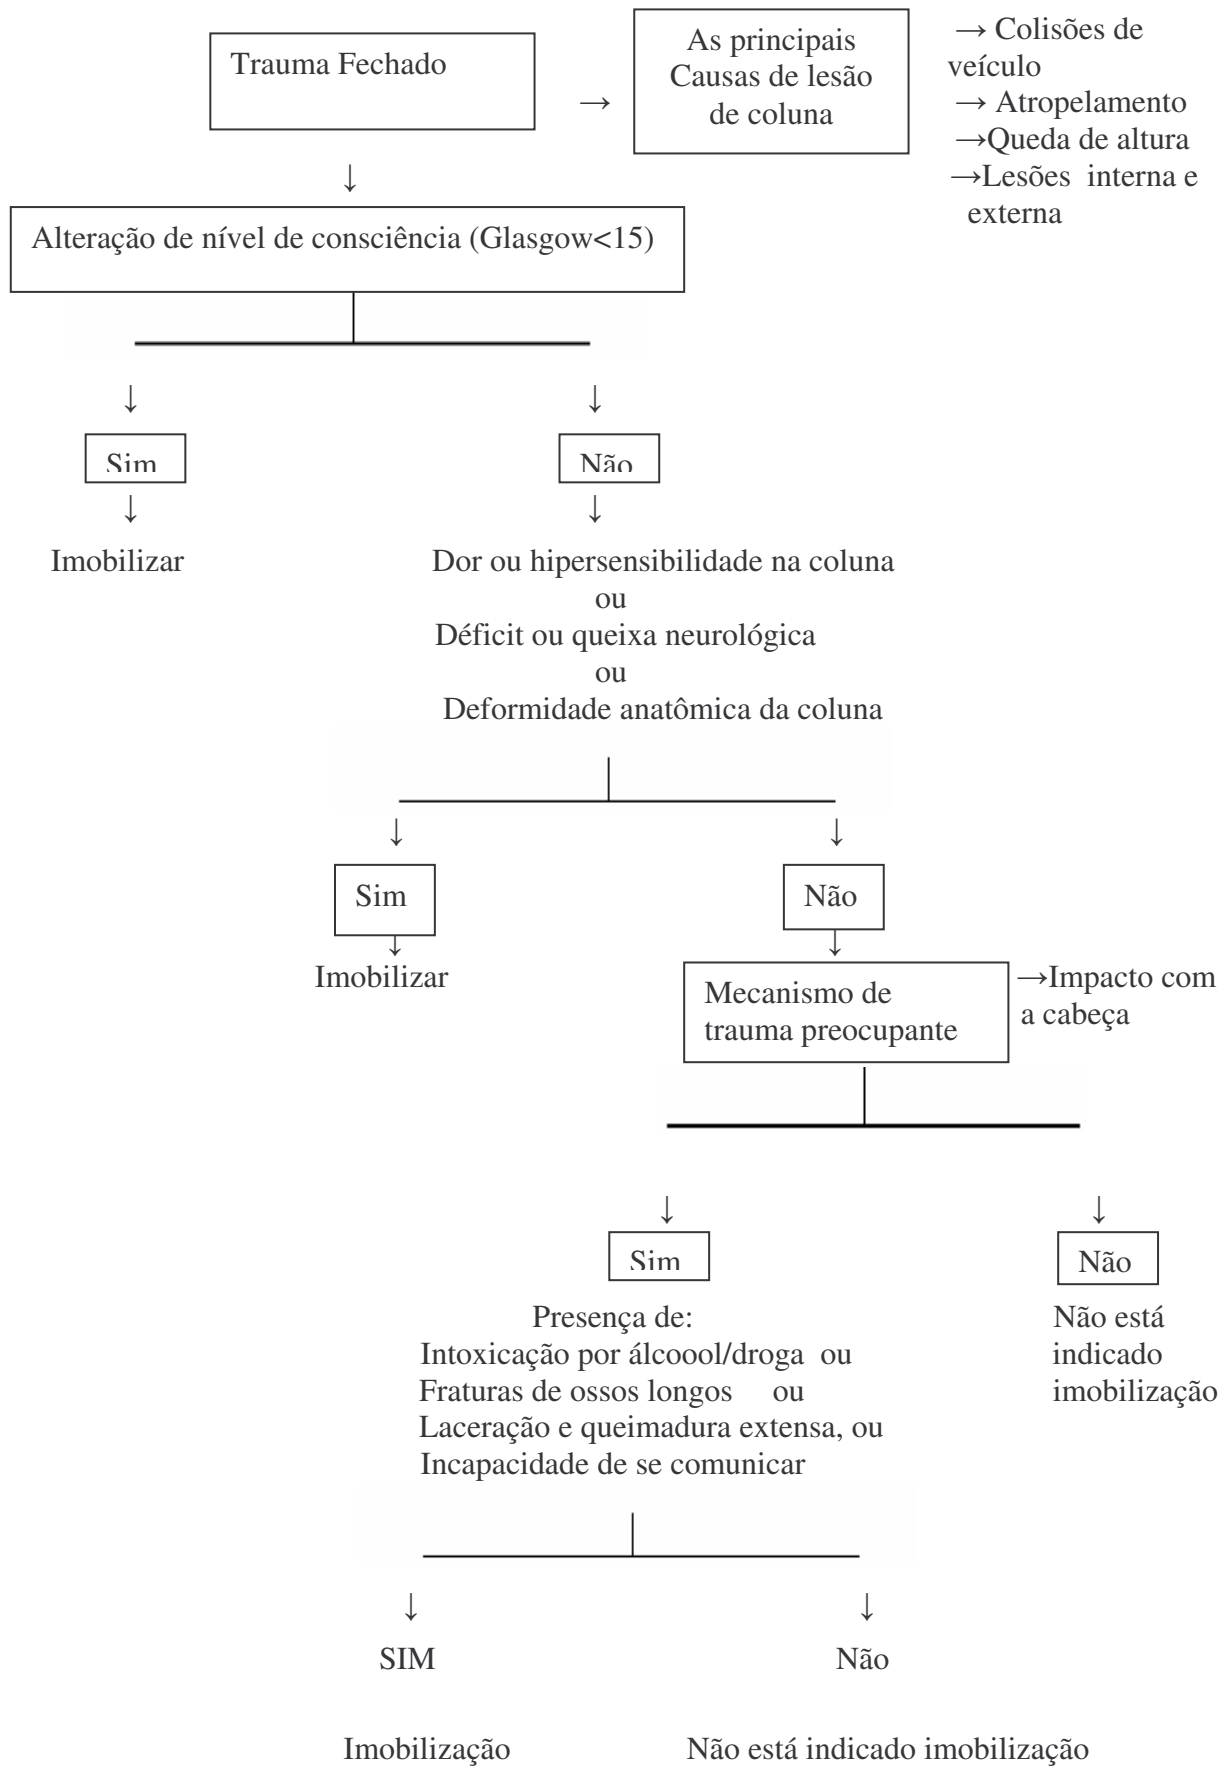 Trauma Fechado
→
As principais
Causas de lesão
de coluna
→ Colisões de
veículo
→ Atropelamento
→Queda de altura
→Lesões interna e
externa
↓
Alteração de nível de consciência (Glasgow<15)
↓ ↓
Sim Não
↓ ↓
Imobilizar
Dor ou hipersensibilidade na coluna
ou
Déficit ou queixa neurológica
ou
Deformidade anatômica da coluna
↓ ↓
Sim Não
↓ ↓
Imobilizar
Mecanismo de
trauma preocupante
→Impacto com
a cabeça
↓ ↓
Sim Não
Presença de:
Intoxicação por álcoool/droga ou
Fraturas de ossos longos ou
Laceração e queimadura extensa, ou
Incapacidade de se comunicar
Não está
indicado
imobilização
↓ ↓
SIM Não
Imobilização Não está indicado imobilização